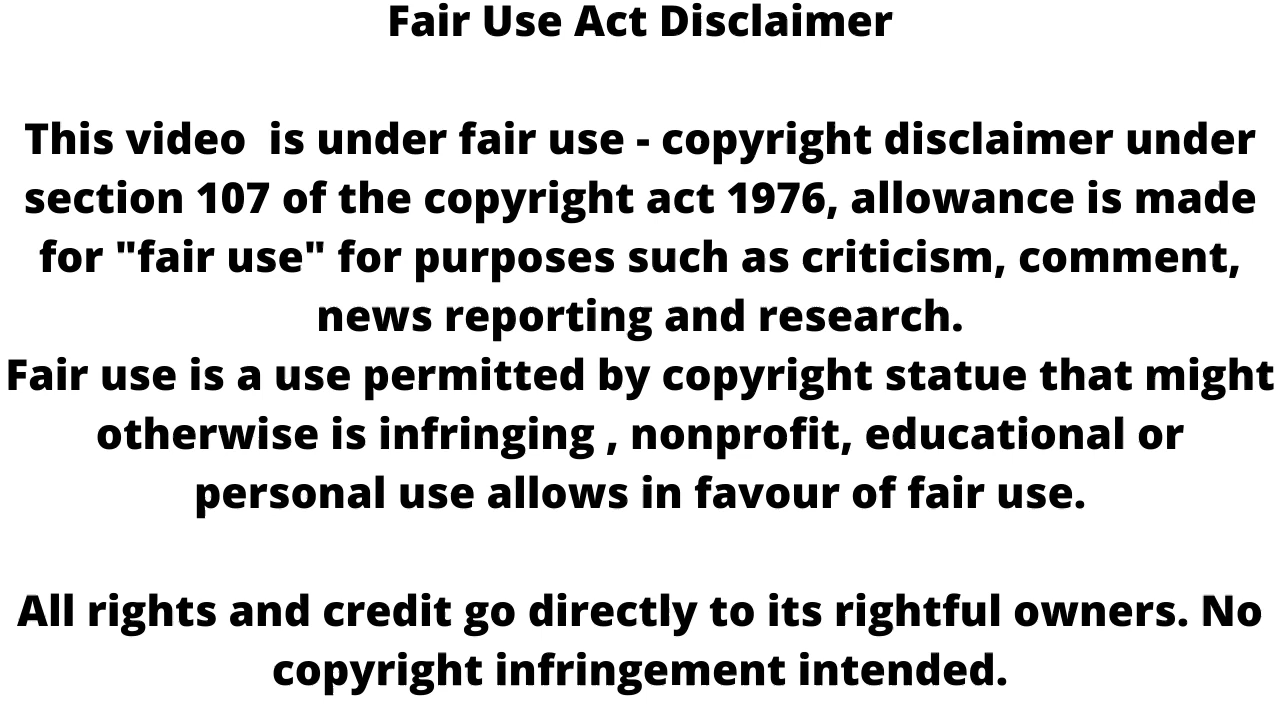 Fair Use Act Disclaimer
This video is under fair use - copyright disclaimer under
section 107 of the copyright act 1976, allowance is made
for "fair use" for purposes such as criticism, comment,
news reporting and research.
Fair use is a use permitted by copyright statue that might
otherwise is infringing , nonprofit, educational or
personal use allows in favour of fair use.
All rights and credit go directly to its rightful owners. No
copyright infringement intended.